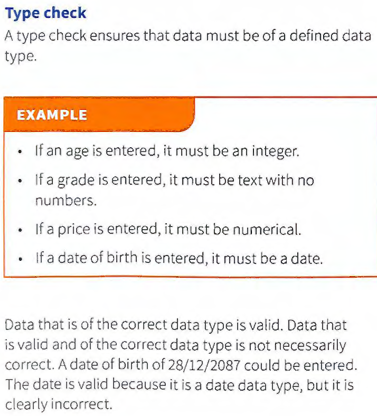 Type check
A type check ensures that data must be of a defined data
type.
EXAMPLE
• If an age is entered, it must be an integer.
• If a grade is entered, it must be text with no
numbers.
• If a price is entered, it must be numerical.
• If a date of birth is entered, it must be a date.
Data that is of the correct data type is valid. Data that
is valid and of the correct data type is not necessarily
correct. A date of birth of 28/12/2087 could be entered.
The date is valid because it is a date data type, but it is
clearly incorrect.